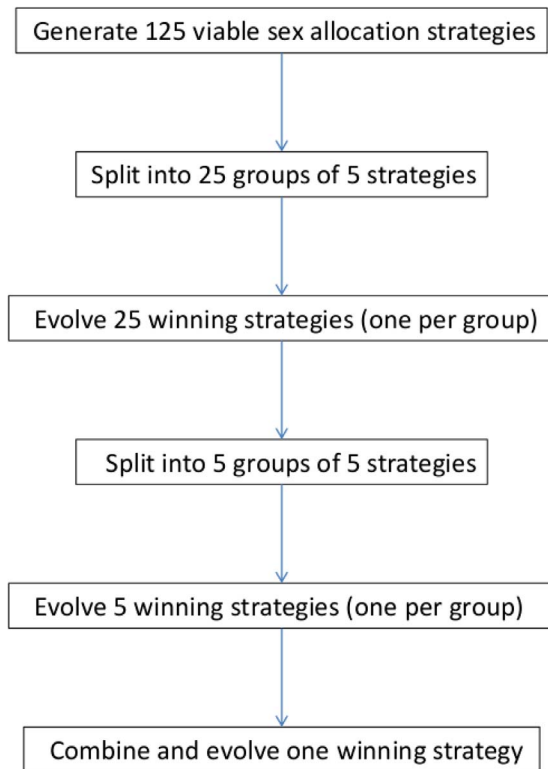 Generate 125 viable sex allocation strategies
Split into 25 groups of 5 strategies
Evolve 25 winning strategies (one per group)
Split into 5 groups of 5 strategies
Evolve 5 winning strategies (one per group)
Combine and evolve one winning strategy